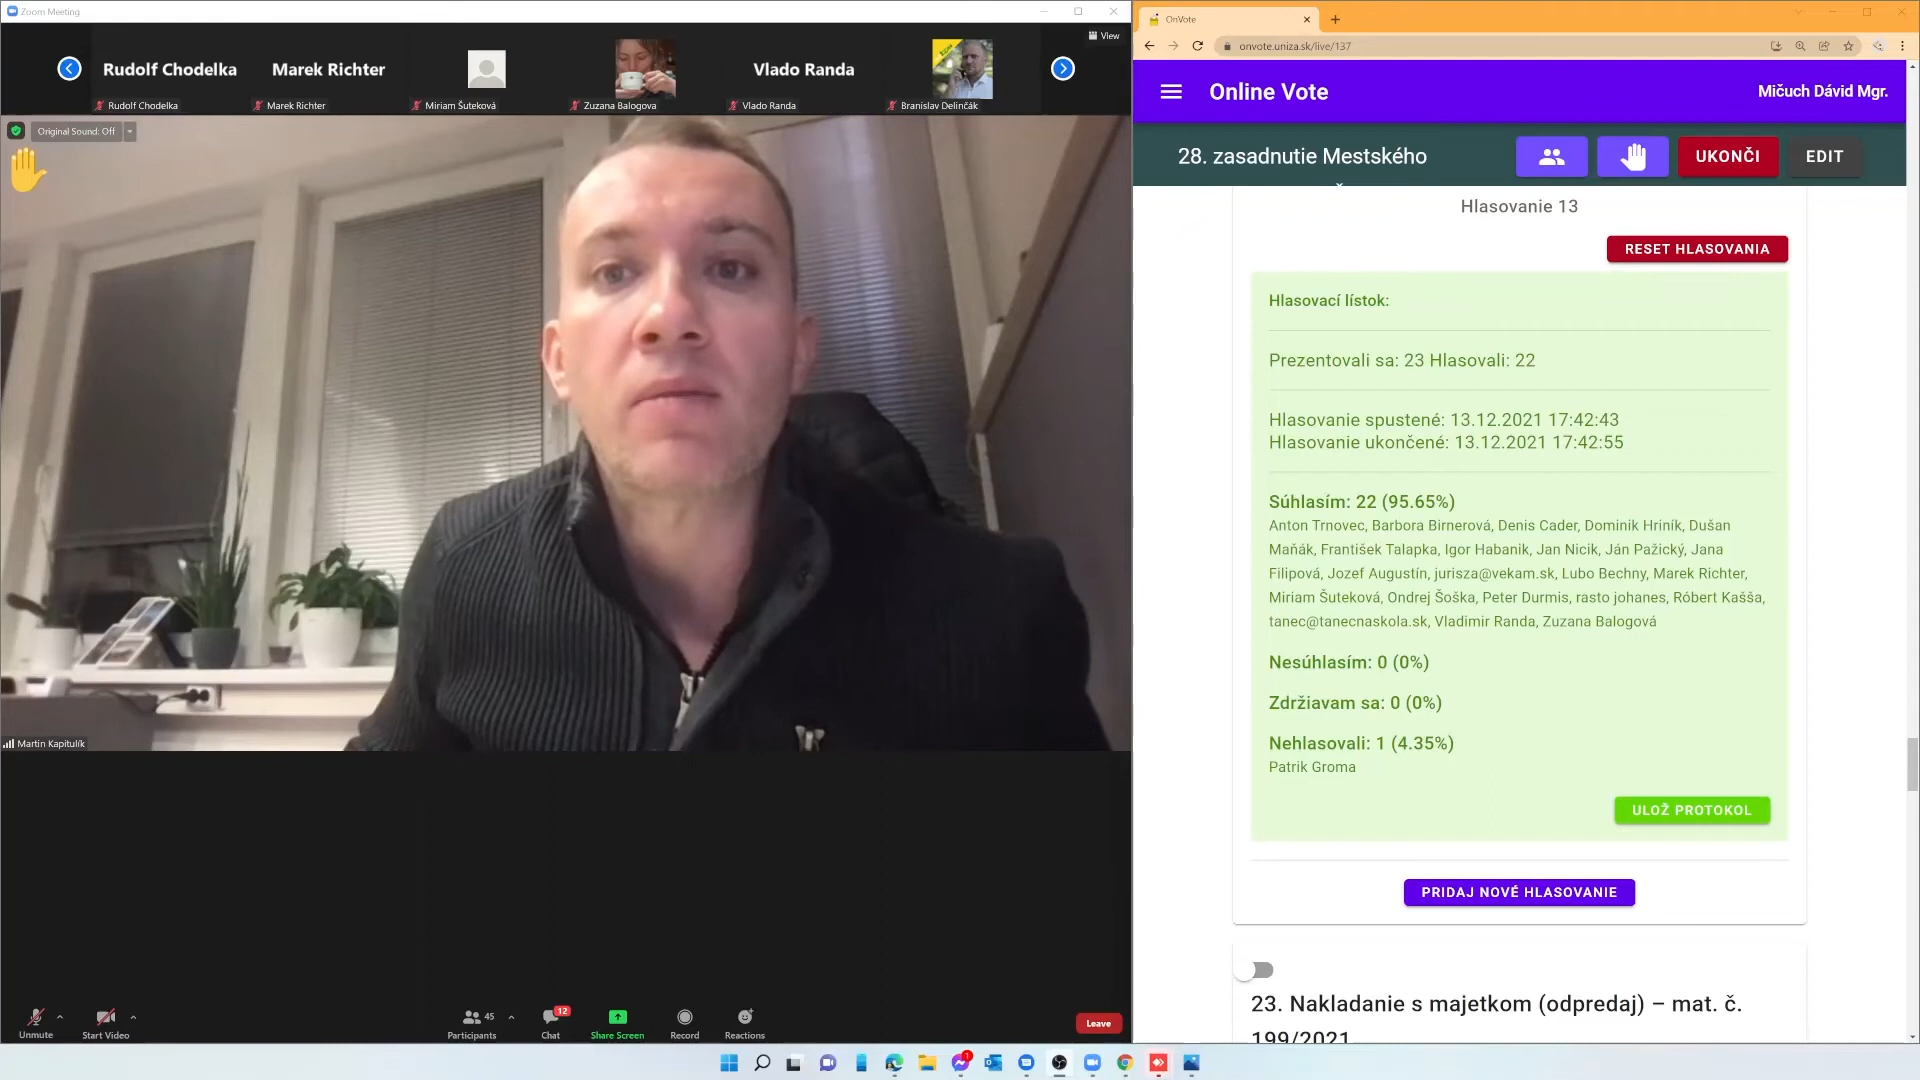 Zoom Meeting
View
Rudolf Chodelka
Marek Richter
Vlado Randa
Rudolf Chodelka
Marek Richter
Miriam Šuteková
Zuzana Balogova
Vlado Randa
Branislav Delinčák
Original Sound: Off
Martin Kapitulík
Unmute
Start Video
45
Participants
12
Chat
Share Screen
Record
Reactions
Leave
OnVote
onvote.uniza.sk/live/137
Online Vote
Mičuch Dávid Mgr.
28. zasadnutie Mestského
UKONČI
EDIT
Hlasovanie 13
RESET HLASOVANIA
Hlasovací lístok:
Prezentovali sa: 23 Hlasovali: 22
Hlasovanie spustené: 13.12.2021 17:42:43
Hlasovanie ukončené: 13.12.2021 17:42:55
Súhlasím: 22 (95.65%)
Anton Trnovec, Barbora Birnerová, Denis Cader, Dominik Hriník, Dušan
Maňák, František Talapka, Igor Habanik, Jan Nicik, Ján Pažický, Jana
Filipová, Jozef Augustín, jurisza@vekam.sk, Lubo Bechny, Marek Richter,
Miriam Šuteková, Ondrej Šoška, Peter Durmis, rasto johanes, Róbert Kašša,
tanec@tanecnaskola.sk, Vladimir Randa, Zuzana Balogová
Nesúhlasím: 0 (0%)
Zdržiavam sa: 0 (0%)
Nehlasovali: 1 (4.35%)
Patrik Groma
ULOŽ PROTOKOL
PRIDAJ NOVÉ HLASOVANIE
23. Nakladanie s majetkom (odpredaj) – mat. č.
199/2021